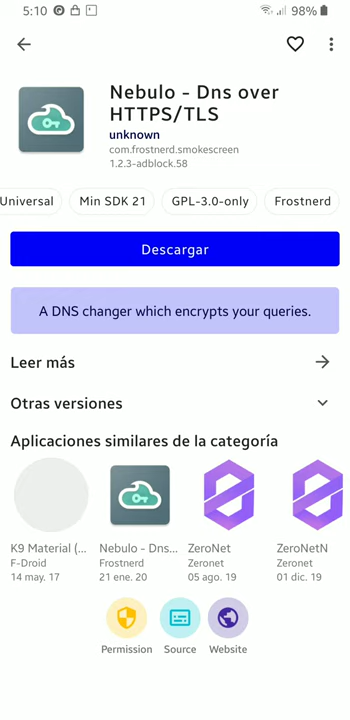 5:10
98%
Nebulo - Dns over
HTTPS/TLS
unknown
com.frostnerd.smokescreen
1.2.3-adblock.58
Universal
Min SDK 21
GPL-3.0-only
Frostnerd
Descargar
A DNS changer which encrypts your queries.
Leer más
Otras versiones
Aplicaciones similares de la categoría
K9 Material (...
F-Droid
14 may. 17
Nebulo - Dns...
Frostnerd
21 ene. 20
ZeroNet
Zeronet
05 ago. 19
ZeroNetN
Zeronet
01 dic. 19
Permission
Source
Website